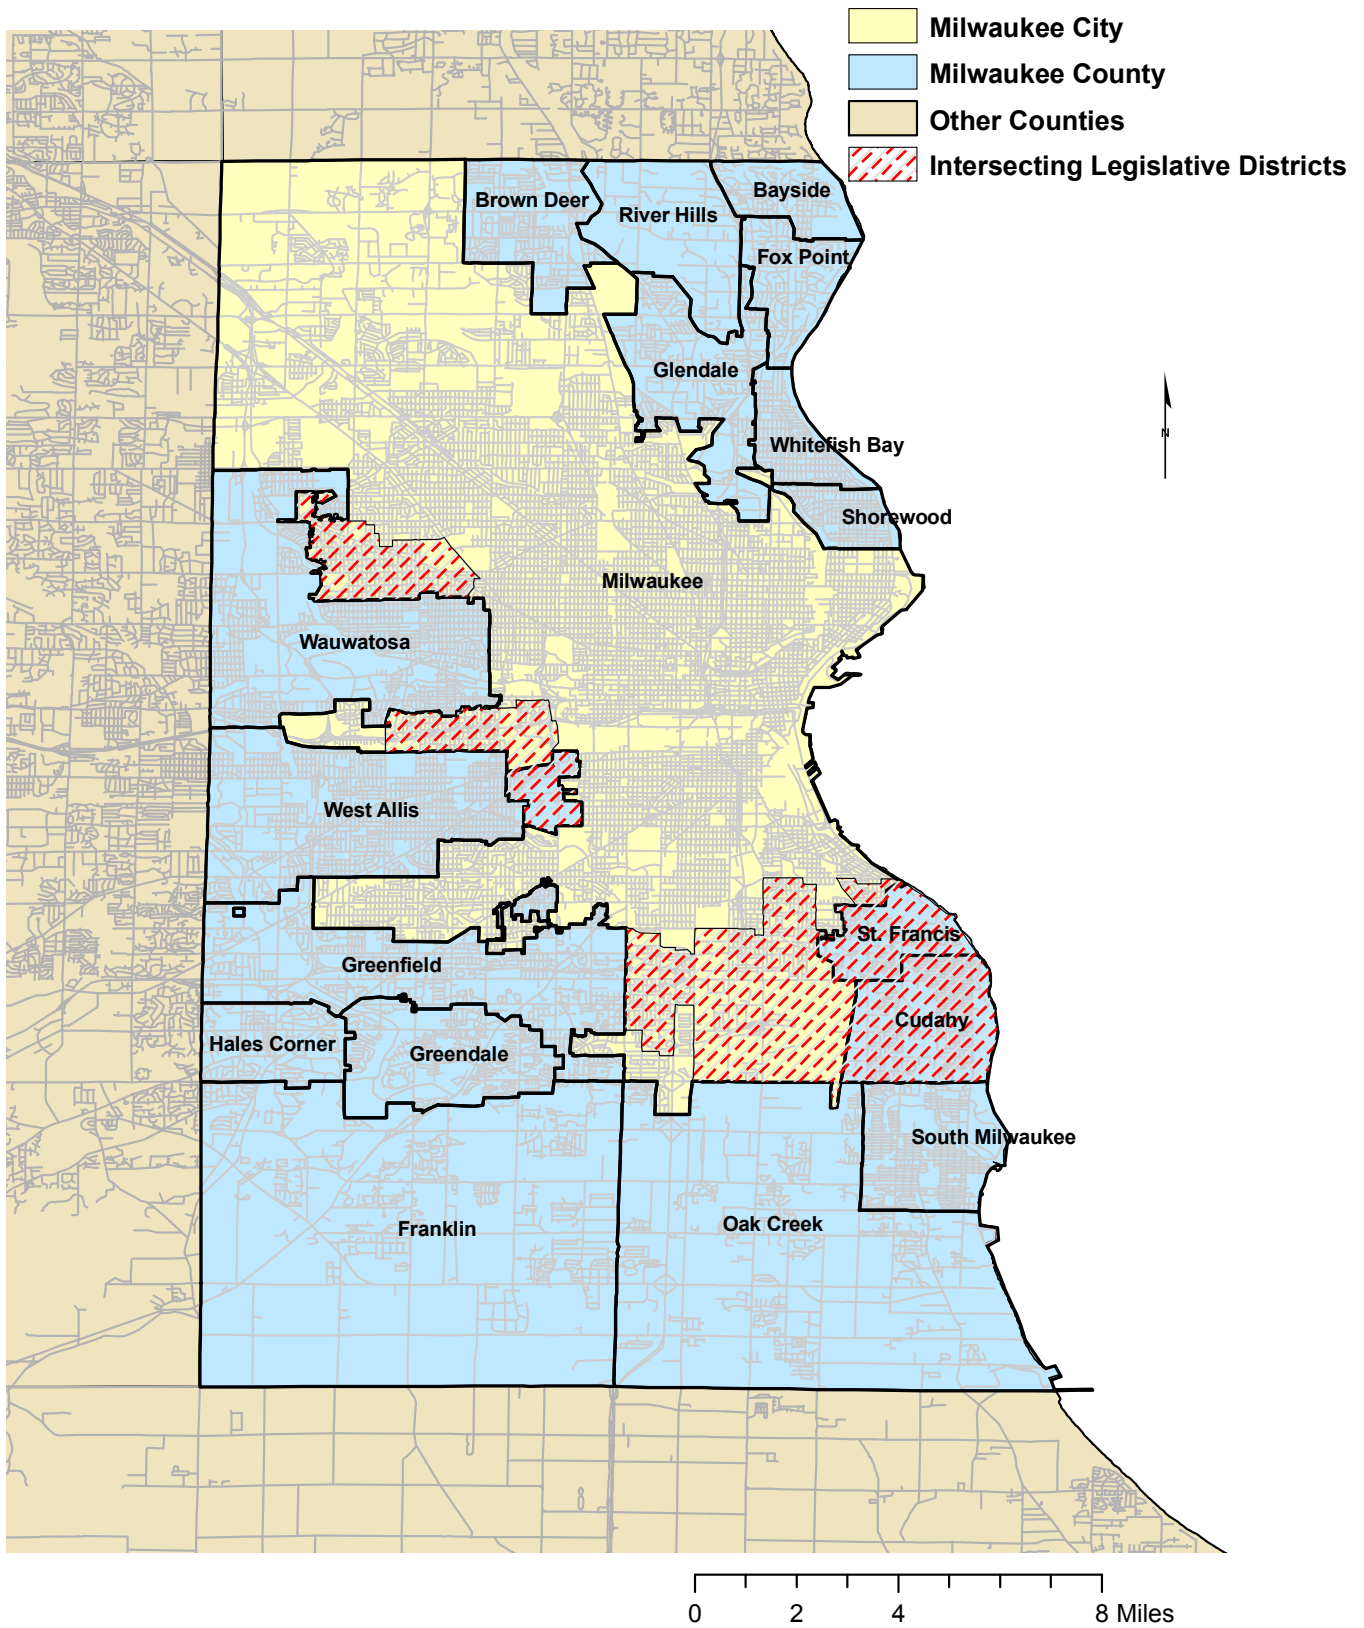 Milwaukee City
Milwaukee County
Other Counties
Intersecting Legislative Districts
Brown Deer
River Hills
Bayside
Fox Point
Glendale
Whitefish Bay
Shorewood
N
Milwaukee
Wauwatosa
West Allis
St. Francis
Greenfield
Cudahy
Hales Corner
Greendale
South Milwaukee
Franklin
Oak Creek
0 2 4 8 Miles